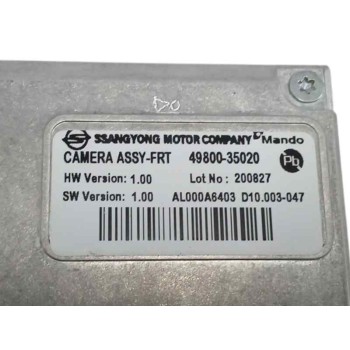 SSANGYONG MOTOR COMPANY Mando
CAMERA ASSY-FRT 49800-35020
Pb
HW Version: 1.00 Lot No : 200827
SW Version: 1.00 AL000A6403 D10.003-047